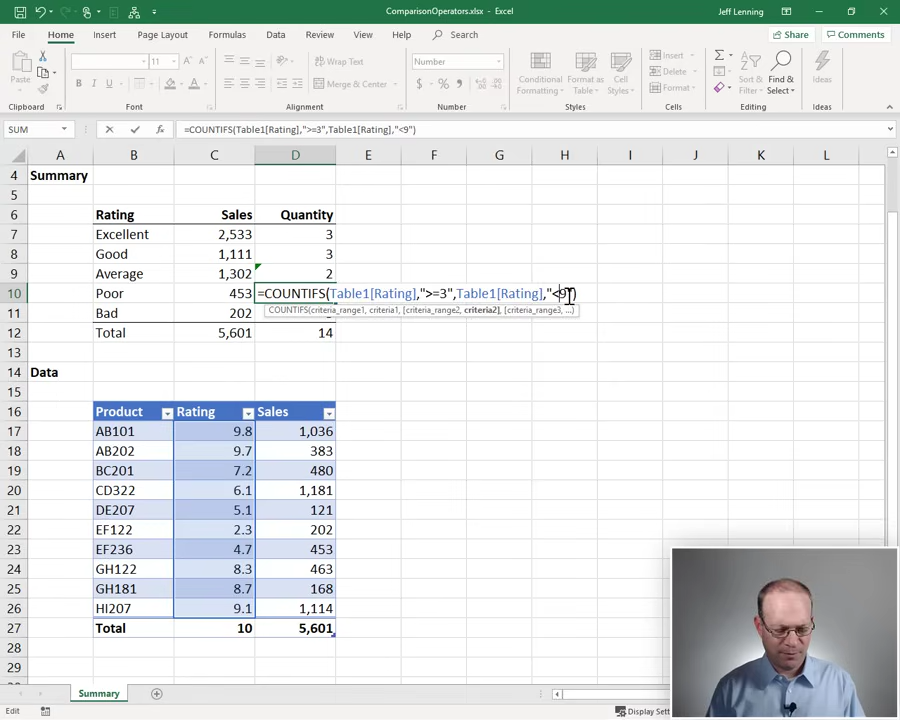 ComparisonOperators.xlsx - Excel
Jeff Lenning
File Home Insert Page Layout Formulas Data Review View Help Search Share Comments
Paste
11
B I U
Wrap Text
Merge & Center
Number
$ % 9
Conditional Formatting
Format as Table
Cell Styles
Insert
Delete
Format
Sort & Filter
Find & Select
Ideas
Clipboard Font Alignment Number Styles Cells Editing Ideas
SUM =COUNTIFS(Table1[Rating],">=3",Table1[Rating],"<9")
A B C D E F G H I J K L
4 Summary
5
6 Rating Sales Quantity
7 Excellent 2,533 3
8 Good 1,111 3
9 Average 1,302 2
10 Poor 453 =COUNTIFS(Table1[Rating],">=3",Table1[Rating],"<9")
COUNTIFS(criteria_range1, criteria1, [criteria_range2, criteria2], [criteria_range3, ...)
11 Bad 202
12 Total 5,601 14
13
14 Data
15
16 Product Rating Sales
17 AB101 9.8 1,036
18 AB202 9.7 383
19 BC201 7.2 480
20 CD322 6.1 1,181
21 DE207 5.1 121
22 EF122 2.3 202
23 EF236 4.7 453
24 GH122 8.3 463
25 GH181 8.7 168
26 HI207 9.1 1,114
27 Total 10 5,601
28
29
Summary
Edit
Display